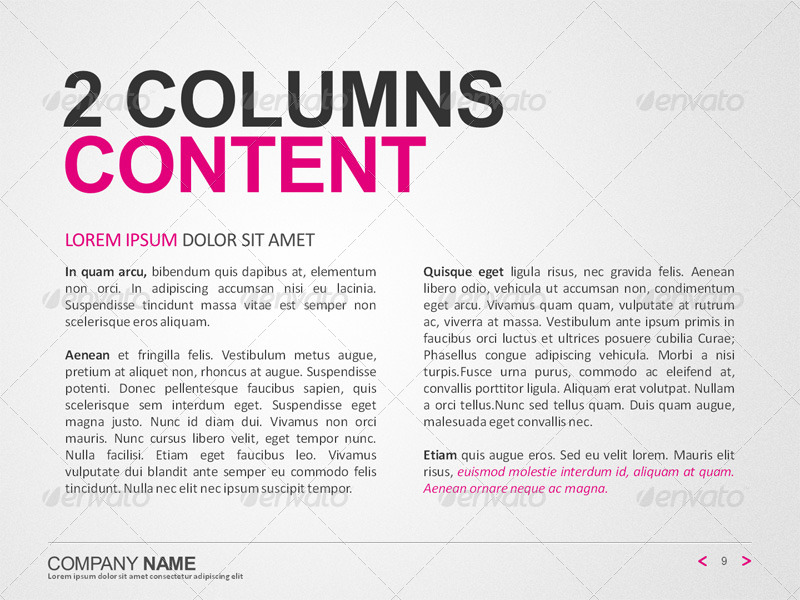 2 COLUMNS
CONTENT
LOREM IPSUM DOLOR SIT AMET
In quam arcu, bibendum quis dapibus at, elementum
non orci. In adipiscing accumsan nisi eu lacinia.
Suspendisse tincidunt massa vitae est semper non
scelerisque eros aliquam.
Aenean et fringilla felis. Vestibulum metus augue,
pretium at aliquet non, rhoncus at augue. Suspendisse
potenti. Donec pellentesque faucibus sapien, quis
scelerisque sem interdum eget. Suspendisse eget
magna justo. Nunc id diam dui. Vivamus non orci
mauris. Nunc cursus libero velit, eget tempor nunc.
Nulla facilisi. Etiam eget faucibus leo. Vivamus
vulputate dui blandit ante semper eu commodo felis
tincidunt. Nulla nec elit nec ipsum suscipit tempor.
Quisque eget ligula risus, nec gravida felis. Aenean
libero odio, vehicula ut accumsan non, condimentum
eget arcu. Vivamus quam quam, vulputate at rutrum
ac, viverra at massa. Vestibulum ante ipsum primis in
faucibus orci luctus et ultrices posuere cubilia Curae;
Phasellus congue adipiscing vehicula. Morbi a nisi
turpis.Fusce urna purus, commodo ac eleifend at,
convallis porttitor ligula. Aliquam erat volutpat. Nullam
a orci tellus.Nunc sed tellus quam. Duis quam augue,
malesuada eget convallis nec.
Etiam quis augue eros. Sed eu velit lorem. Mauris elit
risus, euismod molestie interdum id, aliquam at quam.
Aenean ornare neque ac magna.
COMPANY NAME
Lorem ipsum dolor sit amet consectetur adipiscing elit
< 9 >
envato envato envato envato
envato envato envato envato
envato envato envato envato